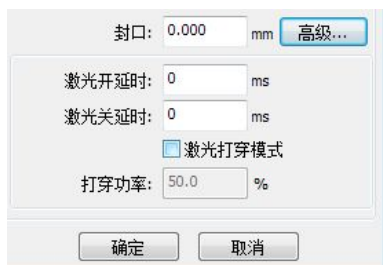 封口: 0.000 mm 高级...
激光开延时: 0 ms
激光关延时: 0 ms
激光打穿模式
打穿功率: 50.0 %
确定 取消